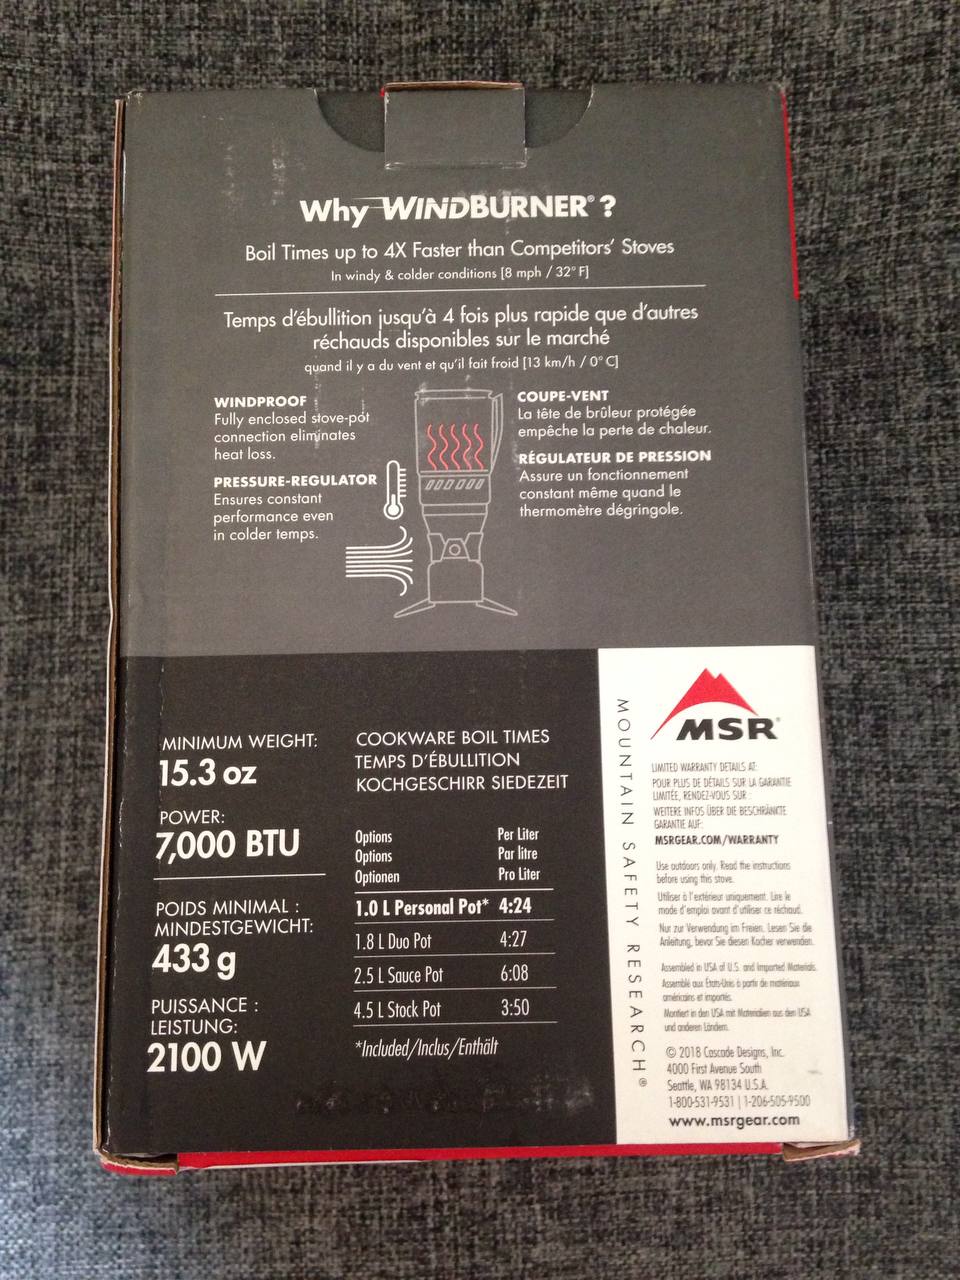 Why WINDBURNER® ?
Boil Times up to 4X Faster than Competitors' Stoves
In windy & colder conditions [8 mph / 32° F]
Temps d'ébullition jusqu'à 4 fois plus rapide que d'autres
réchauds disponibles sur le marché
quand il y a du vent et qu'il fait froid [13 km/h / 0° C]
WINDPROOF
Fully enclosed stove-pot
connection eliminates
heat loss.
PRESSURE-REGULATOR
Ensures constant
performance even
in colder temps.
COUPE-VENT
La tête de brûleur protégée
empêche la perte de chaleur.
RÉGULATEUR DE PRESSION
Assure un fonctionnement
constant même quand le
thermomètre dégringole.
MINIMUM WEIGHT:
15.3 oz
POWER:
7,000 BTU
POIDS MINIMAL :
MINDESTGEWICHT:
433 g
PUISSANCE :
LEISTUNG:
2100 W
COOKWARE BOIL TIMES
TEMPS D'ÉBULLITION
KOCHGESCHIRR SIEDEZEIT
Options Per Liter
Options Par litre
Optionen Pro Liter
1.0 L Personal Pot* 4:24
1.8 L Duo Pot 4:27
2.5 L Sauce Pot 6:08
4.5 L Stock Pot 3:50
*Included/Inclus/Enthält
MOUNTAIN SAFETY RESEARCH®
MSR®
LIMITED WARRANTY DETAILS AT:
POUR PLUS DE DÉTAILS SUR LA GARANTIE
LIMITÉE, RENDEZ-VOUS SUR :
WEITERE INFOS ÜBER DIE BESCHRÄNKTE
GARANTIE AUF:
MSRGEAR.COM/WARRANTY
Use outdoors only. Read the instructions
before using this stove.
Utiliser à l'extérieur uniquement. Lire le
mode d'emploi avant d'utiliser ce réchaud.
Nur zur Verwendung im Freien. Lesen Sie die
Anleitung, bevor Sie diesen Kocher verwenden.
Assembled in USA of U.S. and Imported Materials.
Assemblé aux États-Unis à partir de matériaux
américains et importés.
Montiert in den USA mit Materialien aus den USA
und anderen Ländern.
© 2018 Cascade Designs, Inc.
4000 First Avenue South
Seattle, WA 98134 U.S.A.
1-800-531-9531 | 1-206-505-9500
www.msrgear.com